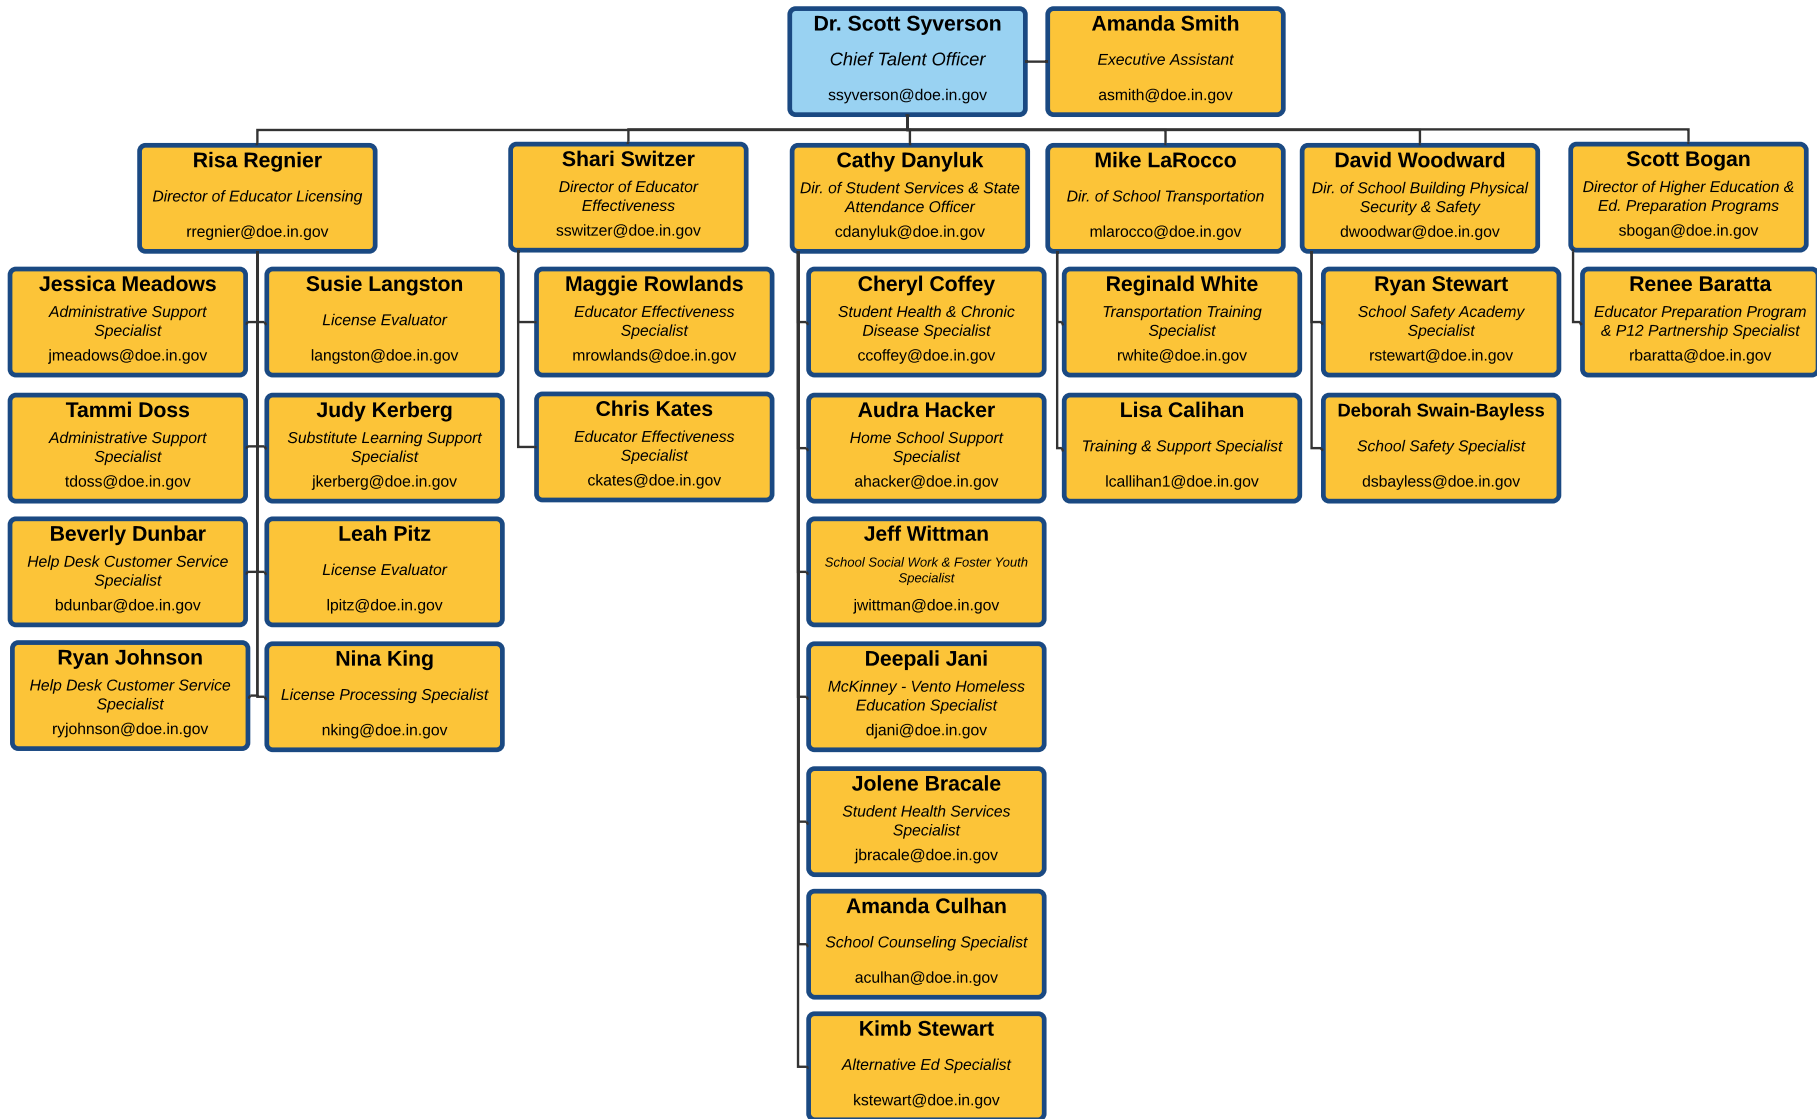 Dr. Scott Syverson
Chief Talent Officer
ssyverson@doe.in.gov
Amanda Smith
Executive Assistant
asmith@doe.in.gov
Risa Regnier
Director of Educator Licensing
rregnier@doe.in.gov
Shari Switzer
Director of Educator
Effectiveness
sswitzer@doe.in.gov
Cathy Danyluk
Dir. of Student Services & State
Attendance Officer
cdanyluk@doe.in.gov
Mike LaRocco
Dir. of School Transportation
mlarocco@doe.in.gov
David Woodward
Dir. of School Building Physical
Security & Safety
dwoodwar@doe.in.gov
Scott Bogan
Director of Higher Education &
Ed. Preparation Programs
sbogan@doe.in.gov
Jessica Meadows
Administrative Support
Specialist
jmeadows@doe.in.gov
Susie Langston
License Evaluator
langston@doe.in.gov
Maggie Rowlands
Educator Effectiveness
Specialist
mrowlands@doe.in.gov
Cheryl Coffey
Student Health & Chronic
Disease Specialist
ccoffey@doe.in.gov
Reginald White
Transportation Training
Specialist
rwhite@doe.in.gov
Ryan Stewart
School Safety Academy
Specialist
rstewart@doe.in.gov
Renee Baratta
Educator Preparation Program
& P12 Partnership Specialist
rbaratta@doe.in.gov
Tammi Doss
Administrative Support
Specialist
tdoss@doe.in.gov
Judy Kerberg
Substitute Learning Support
Specialist
jkerberg@doe.in.gov
Chris Kates
Educator Effectiveness
Specialist
ckates@doe.in.gov
Audra Hacker
Home School Support
Specialist
ahacker@doe.in.gov
Lisa Calihan
Training & Support Specialist
lcallihan1@doe.in.gov
Deborah Swain-Bayless
School Safety Specialist
dsbayless@doe.in.gov
Beverly Dunbar
Help Desk Customer Service
Specialist
bdunbar@doe.in.gov
Leah Pitz
License Evaluator
lpitz@doe.in.gov
Jeff Wittman
School Social Work & Foster Youth
Specialist
jwittman@doe.in.gov
Ryan Johnson
Help Desk Customer Service
Specialist
ryjohnson@doe.in.gov
Nina King
License Processing Specialist
nking@doe.in.gov
Deepali Jani
McKinney - Vento Homeless
Education Specialist
djani@doe.in.gov
Jolene Bracale
Student Health Services
Specialist
jbracale@doe.in.gov
Amanda Culhan
School Counseling Specialist
aculhan@doe.in.gov
Kimb Stewart
Alternative Ed Specialist
kstewart@doe.in.gov